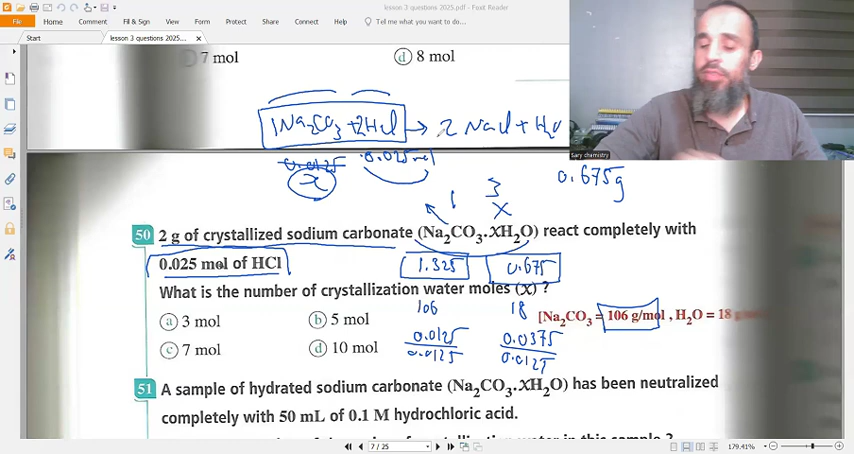 lesson 3 questions 2025....pdf - Foxit Reader
File
Home
Comment
Fill & Sign
View
Form
Protect
Share
Connect
Help
Tell me what you want to do...
Start
lesson 3 questions 2025....pdf
7 mol
d 8 mol
1Na2CO3 + 2HCl → 2NaCl + H2O
0.0125 0.025 mol
x
0.675g
1 3
X
Sary chamistry
50 2 g of crystallized sodium carbonate (Na2CO3.XH2O) react completely with
0.025 mol of HCl
1.325 0.675
What is the number of crystallization water moles (x) ?
106 18
[Na2CO3 = 106 g/mol , H2O = 18
a 3 mol
b 5 mol
0.0125 0.0375
0.0125 0.0125
c 7 mol
d 10 mol
51 A sample of hydrated sodium carbonate (Na2CO3.XH2O) has been neutralized
completely with 50 mL of 0.1 M hydrochloric acid.
7 / 25
179.41%